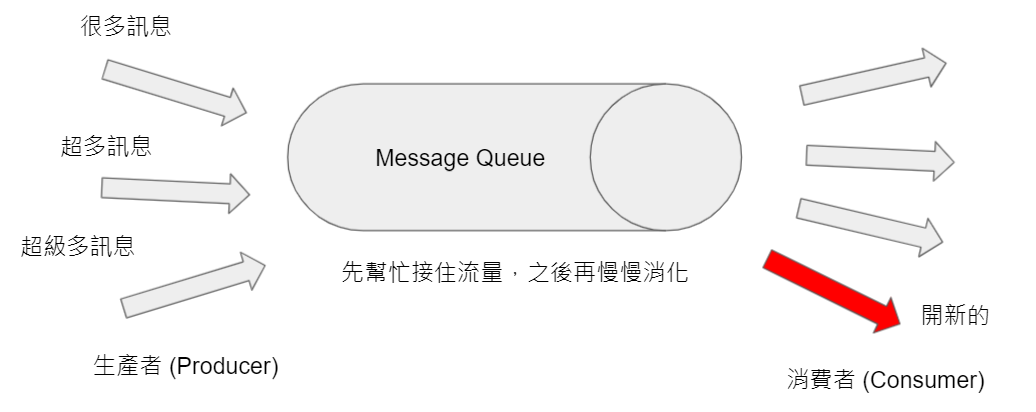 很多訊息
超多訊息
Message Queue
超級多訊息
先幫忙接住流量，之後再慢慢消化
開新的
生產者 (Producer)
消費者 (Consumer)